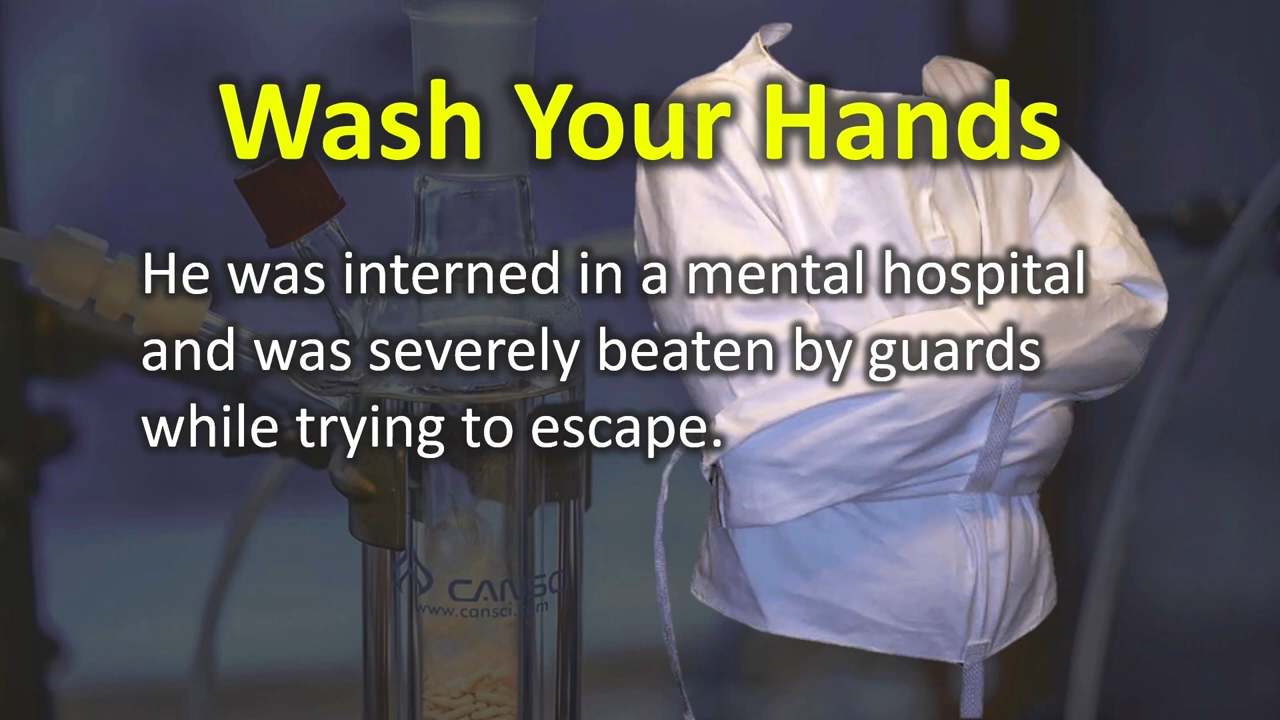 Wash Your Hands
He was interned in a mental hospital
and was severely beaten by guards
while trying to escape.
CANSCI
www.cansci.com